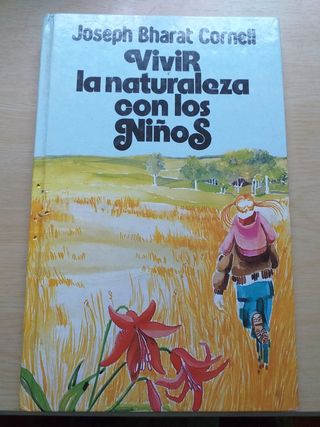 Joseph Bharat Cornell
ViviR
la naturaleza
con los
NiñoS